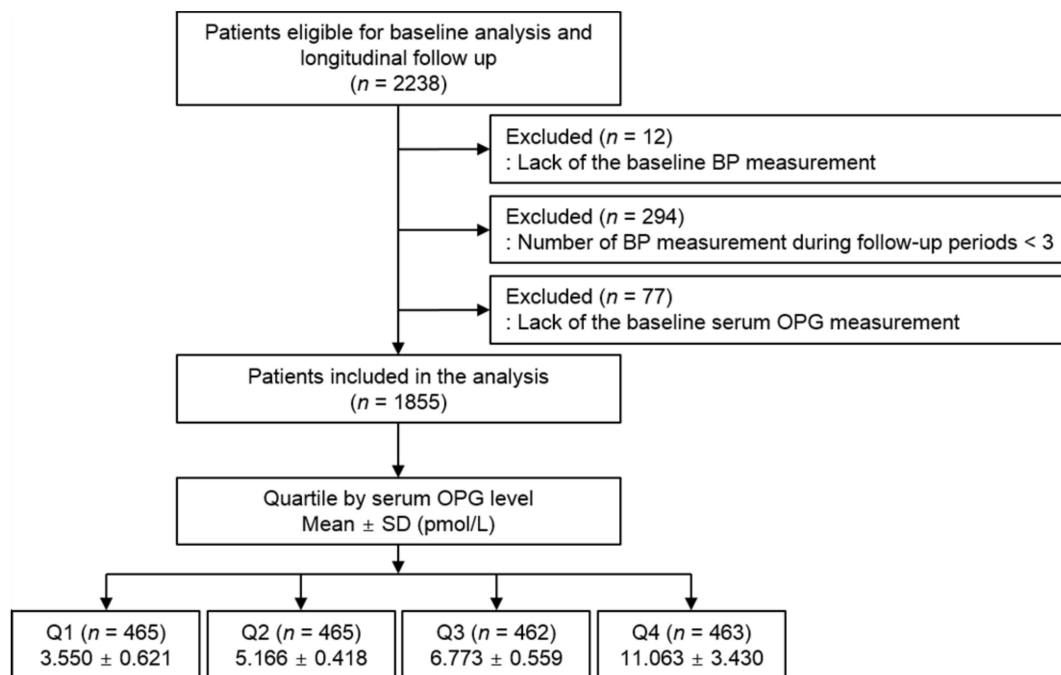 Patients eligible for baseline analysis and
longitudinal follow up
(n = 2238)
Excluded (n = 12)
: Lack of the baseline BP measurement
Excluded (n = 294)
: Number of BP measurement during follow-up periods < 3
Excluded (n = 77)
: Lack of the baseline serum OPG measurement
Patients included in the analysis
(n = 1855)
Quartile by serum OPG level
Mean ± SD (pmol/L)
Q1 (n = 465)
3.550 ± 0.621
Q2 (n = 465)
5.166 ± 0.418
Q3 (n = 462)
6.773 ± 0.559
Q4 (n = 463)
11.063 ± 3.430